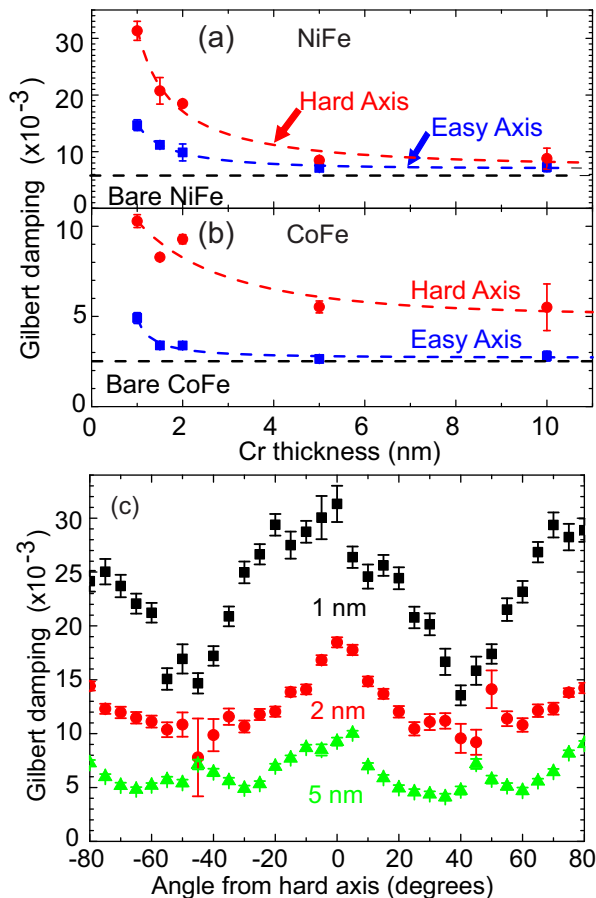 (a) NiFe
Hard Axis
Easy Axis
Bare NiFe
30
20
10
0
(b) CoFe
Hard Axis
Easy Axis
Bare CoFe
10
5
0
Gilbert damping (x10⁻³)
0 2 4 6 8 10
Cr thickness (nm)
(c)
1 nm
2 nm
5 nm
30
25
20
15
10
5
0
Gilbert damping (x10⁻³)
-80 -60 -40 -20 0 20 40 60 80
Angle from hard axis (degrees)